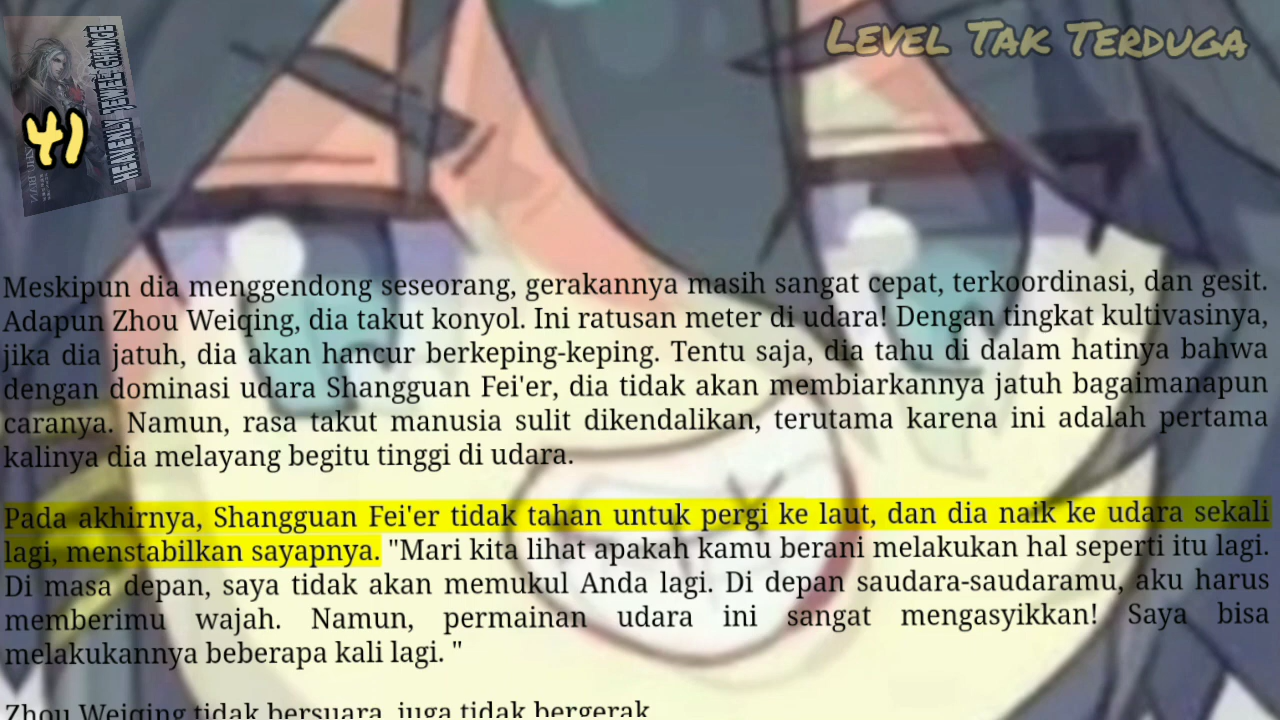 Level Tak Terduga
41
HEAVENLY JEWEL CHANGE
Meskipun dia menggendong seseorang, gerakannya masih sangat cepat, terkoordinasi, dan gesit.
Adapun Zhou Weiqing, dia takut konyol. Ini ratusan meter di udara! Dengan tingkat kultivasinya,
jika dia jatuh, dia akan hancur berkeping-keping. Tentu saja, dia tahu di dalam hatinya bahwa
dengan dominasi udara Shangguan Fei'er, dia tidak akan membiarkannya jatuh bagaimanapun
caranya. Namun, rasa takut manusia sulit dikendalikan, terutama karena ini adalah pertama
kalinya dia melayang begitu tinggi di udara.
Pada akhirnya, Shangguan Fei'er tidak tahan untuk pergi ke laut, dan dia naik ke udara sekali
lagi, menstabilkan sayapnya. "Mari kita lihat apakah kamu berani melakukan hal seperti itu lagi.
Di masa depan, saya tidak akan memukul Anda lagi. Di depan saudara-saudaramu, aku harus
memberimu wajah. Namun, permainan udara ini sangat mengasyikkan! Saya bisa
melakukannya beberapa kali lagi. "
Zhou Weiqing tidak bersuara, juga tidak bergerak